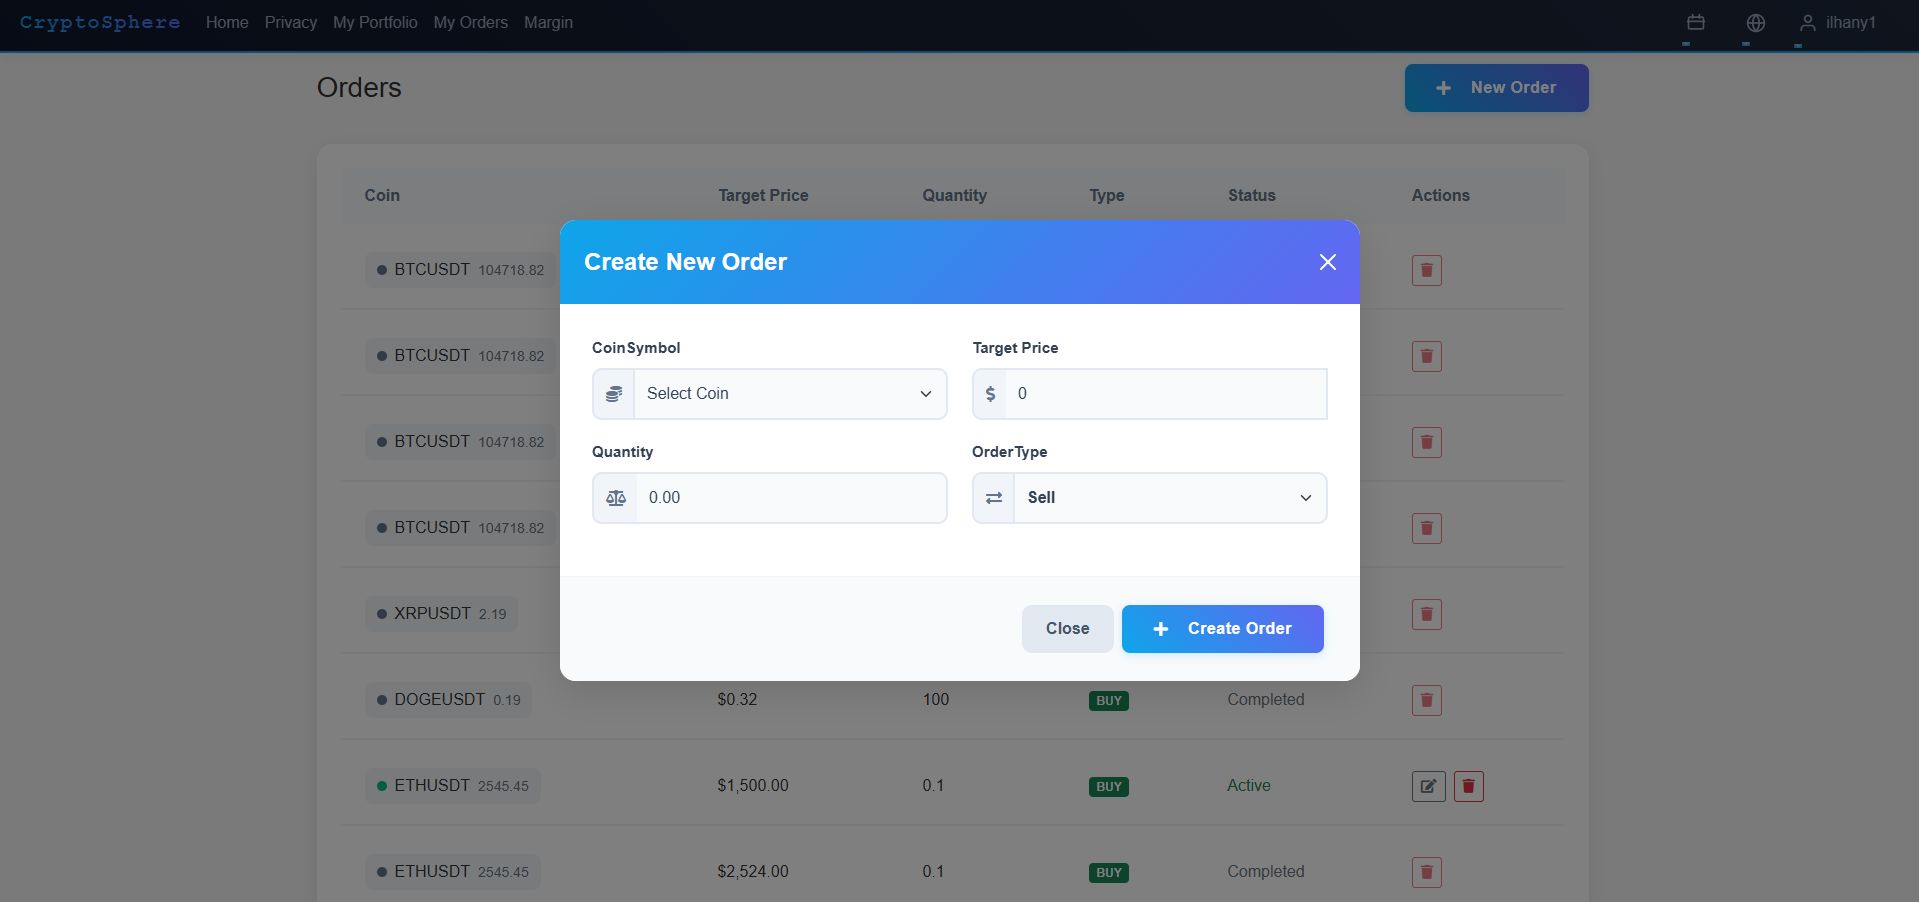 CryptoSphere Home Privacy My Portfolio My Orders Margin ilhany1
Orders
New Order
Coin Target Price Quantity Type Status Actions
BTCUSDT 104718.82
BTCUSDT 104718.82
BTCUSDT 104718.82
BTCUSDT 104718.82
XRPUSDT 2.19
Create New Order
CoinSymbol Target Price
Select Coin $ 0
Quantity OrderType
0.00 Sell
Close Create Order
DOGEUSDT 0.19 $0.32 100 BUY Completed
ETHUSDT 2545.45 $1,500.00 0.1 BUY Active
ETHUSDT 2545.45 $2,524.00 0.1 BUY Completed